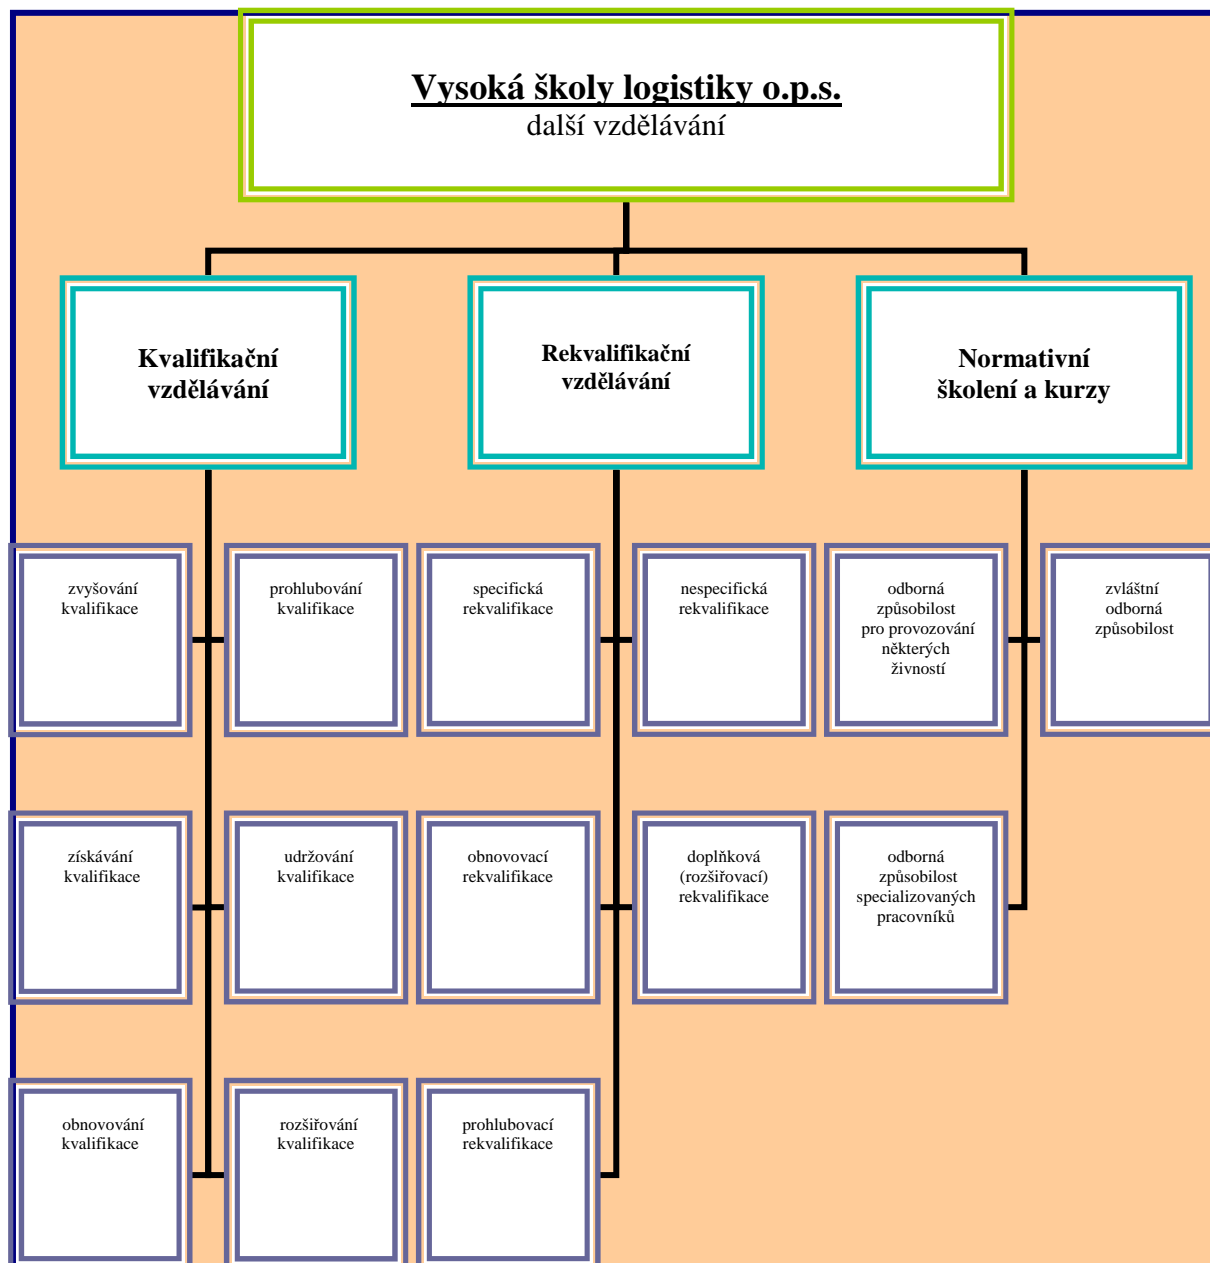 Vysoká školy logistiky o.p.s.
další vzdělávání
Kvalifikační
vzdělávání
Rekvalifikační
vzdělávání
Normativní
školení a kurzy
zvyšování
kvalifikace
prohlubování
kvalifikace
specifická
rekvalifikace
nespecifická
rekvalifikace
odborná
způsobilost
pro provozování
některých
živností
zvláštní
odborná
způsobilost
získávání
kvalifikace
udržování
kvalifikace
obnovovací
rekvalifikace
doplňková
(rozšiřovací)
rekvalifikace
odborná
způsobilost
specializovaných
pracovníků
obnovování
kvalifikace
rozšiřování
kvalifikace
prohlubovací
rekvalifikace